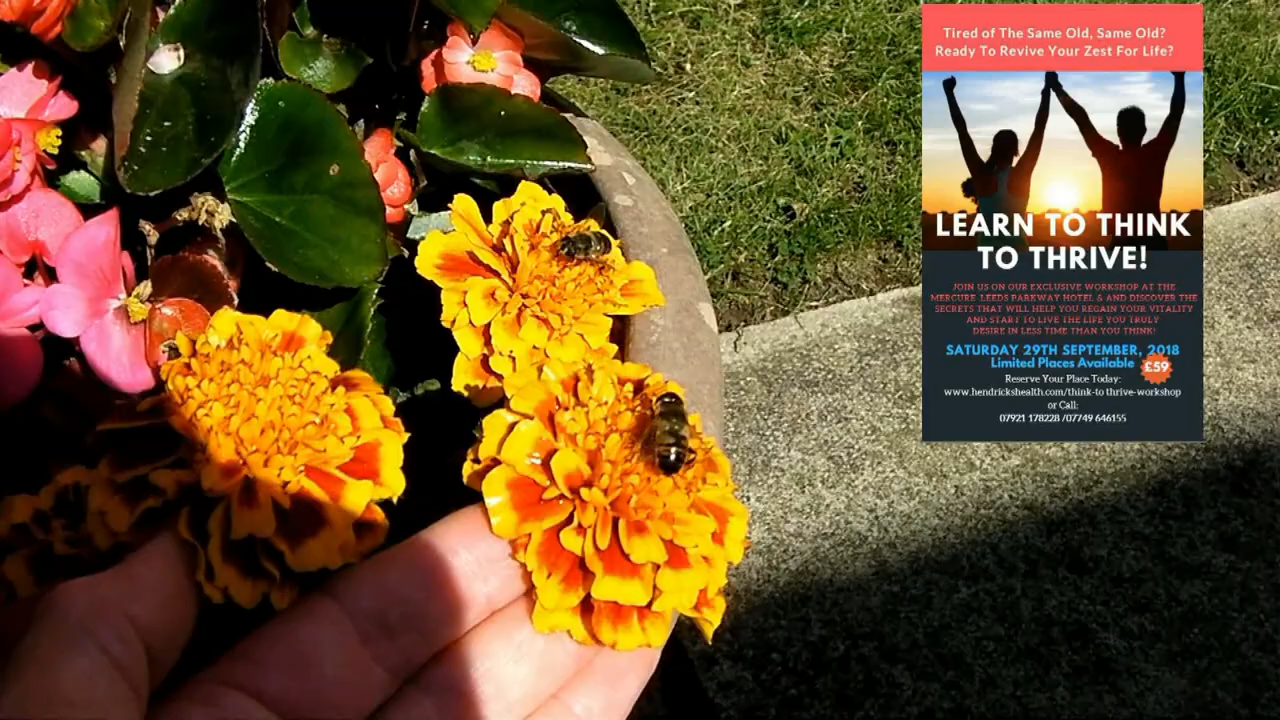 Tired of The Same Old, Same Old?
Ready To Revive Your Zest For Life?
LEARN TO THINK
TO THRIVE!
JOIN US ON OUR EXCLUSIVE WORKSHOP AT THE
MERCURE LEEDS PARKWAY HOTEL & AND DISCOVER THE
SECRETS THAT WILL HELP YOU REGAIN YOUR VITALITY
AND START TO LIVE THE LIFE YOU TRULY
DESIRE IN LESS TIME THAN YOU THINK!
SATURDAY 29TH SEPTEMBER, 2018
Limited Places Available
£59
Reserve Your Place Today:
www.hendrickshealth.com/think-to thrive-workshop
or Call:
07921 178228 /07749 646155